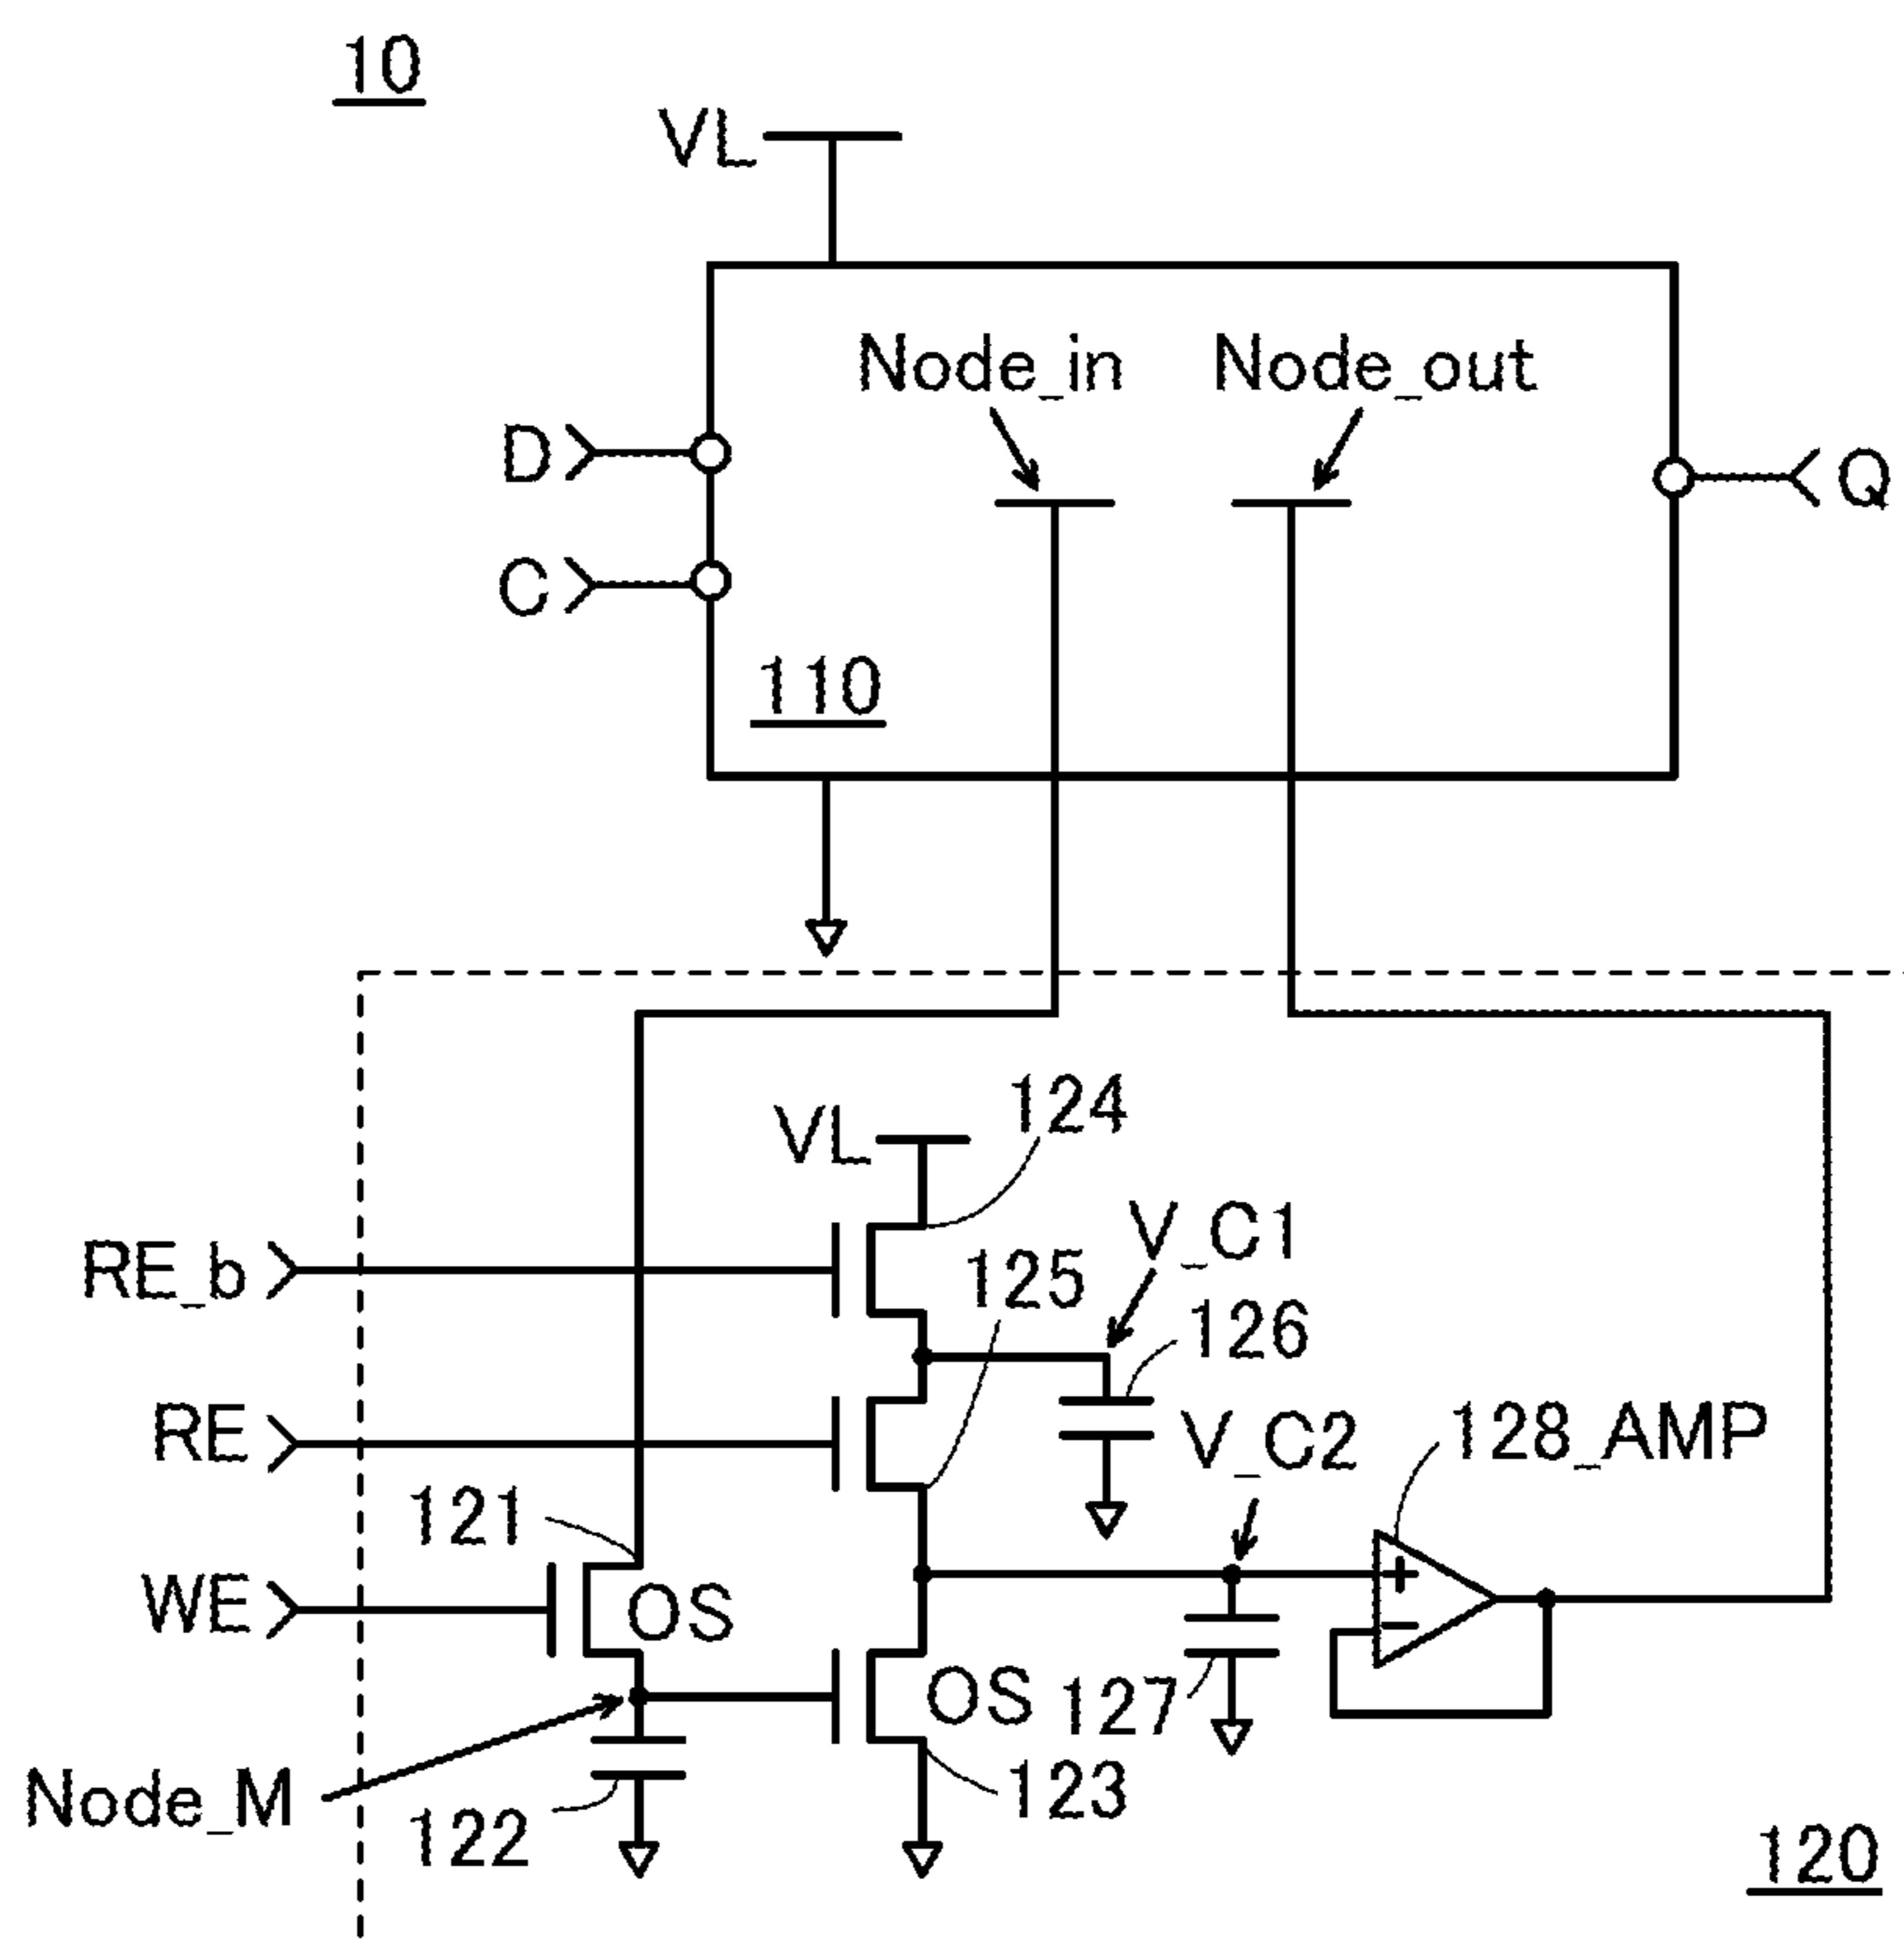 10
VL
Node_in Node_out
D
Q
C
110
VL
124
RE_b
V_C1
125
126
RE
V_C2
128_AMP
121
WE
OS
+
−
OS
127
Node_M
122
123
120